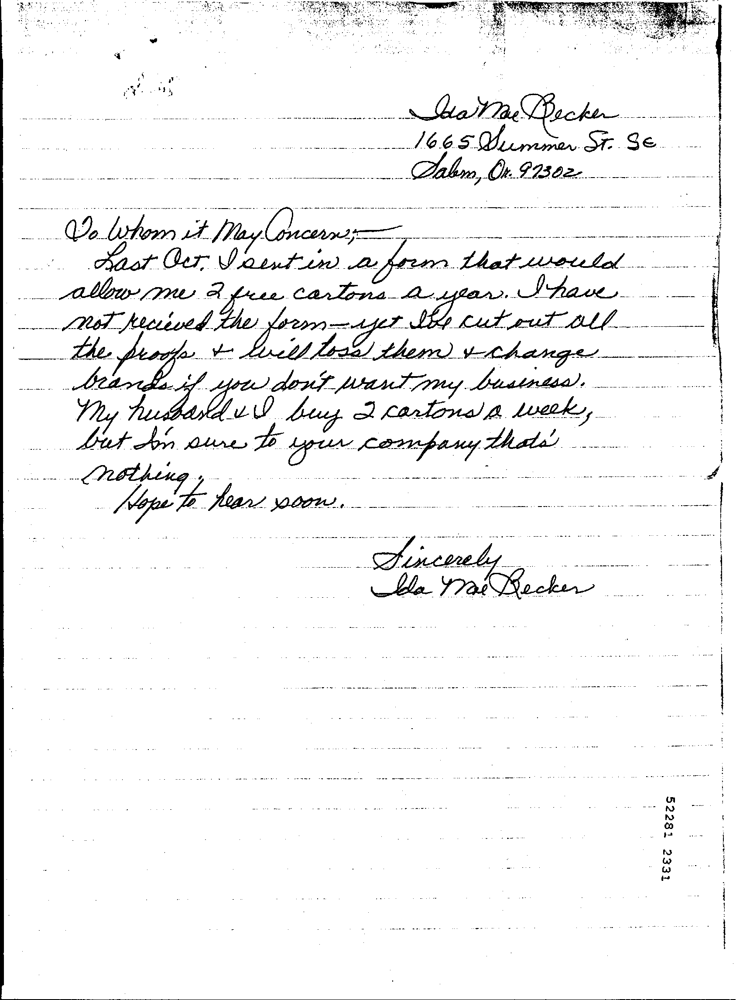 Ida Mae Becker
1665 Summer St. SE
Salem, Or. 97302
To Whom it May Concern;—
Last Oct. I sent in a form that would
allow me 2 free cartons a year. I have
not recieved the form – yet I've cut out all
the proofs + will toss them + change
brands if you don't want my business.
My husband & I buy 2 cartons a week,
but I'm sure to your company thats'
nothing.
Hope to hear soon.
Sincerely
Ida Mae Becker
52281 2331